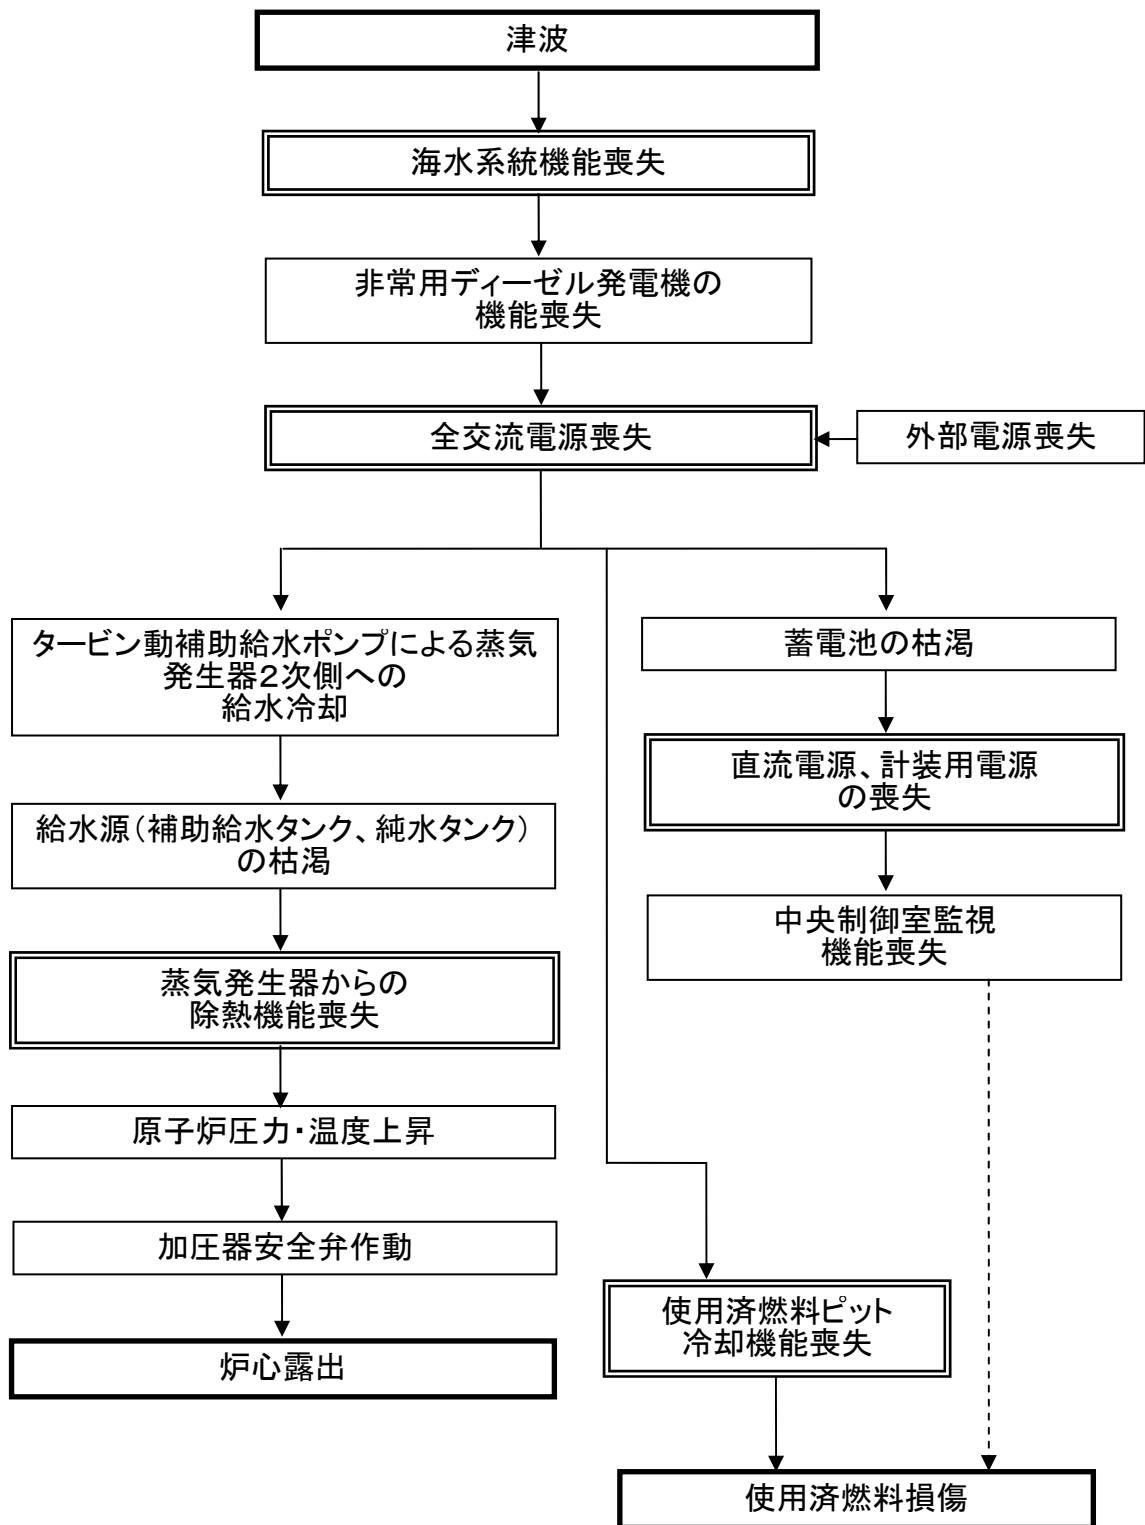 津波
海水系統機能喪失
非常用ディーゼル発電機の
機能喪失
全交流電源喪失
外部電源喪失
タービン動補助給水ポンプによる蒸気
発生器2次側への
給水冷却
給水源（補助給水タンク、純水タンク）
の枯渇
蒸気発生器からの
除熱機能喪失
原子炉圧力・温度上昇
加圧器安全弁作動
炉心露出
蓄電池の枯渇
直流電源、計装用電源
の喪失
中央制御室監視
機能喪失
使用済燃料ピット
冷却機能喪失
使用済燃料損傷